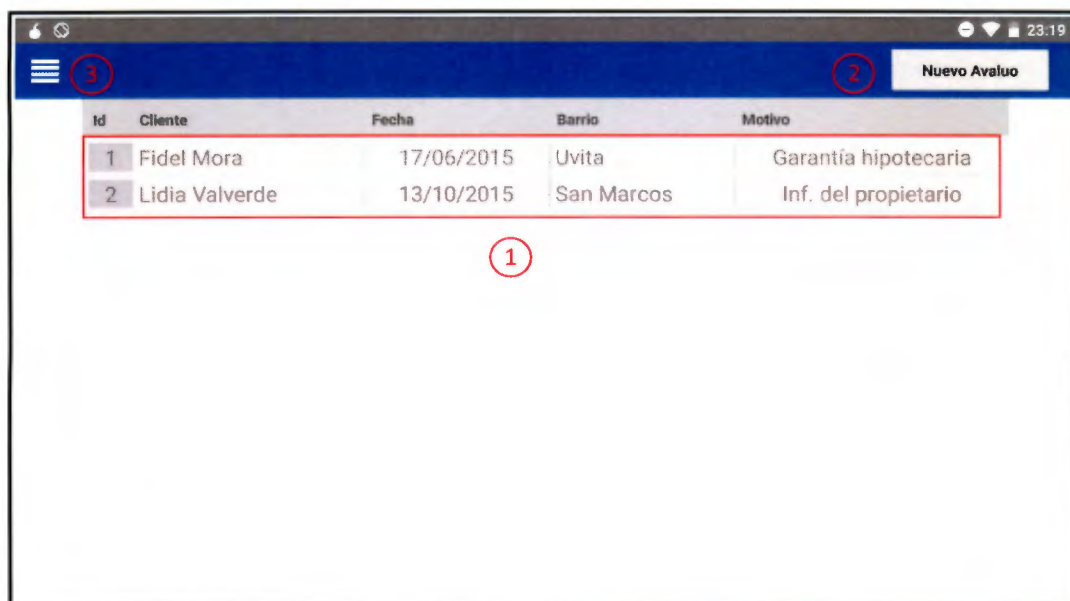 23:19
3
2 Nuevo Avaluo
Id Cliente Fecha Barrio Motivo
1 Fidel Mora 17/06/2015 Uvita Garantía hipotecaria
2 Lidia Valverde 13/10/2015 San Marcos Inf. del propietario
1